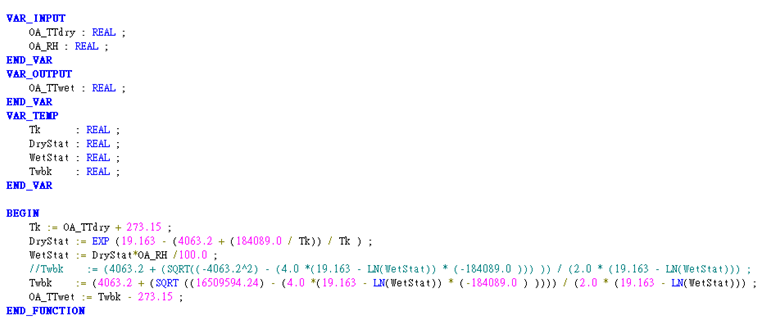 VAR_INPUT
OA_TTdry : REAL ;
OA_RH : REAL ;
END_VAR
VAR_OUTPUT
OA_TTwet : REAL ;
END_VAR
VAR_TEMP
Tk : REAL ;
DryStat : REAL ;
WetStat : REAL ;
Twbk : REAL ;
END_VAR
BEGIN
Tk := OA_TTdry + 273.15 ;
DryStat := EXP (19.163 - (4063.2 + (184089.0 / Tk)) / Tk ) ;
WetStat := DryStat*OA_RH /100.0 ;
//Twbk := (4063.2 + (SQRT((-4063.2^2) - (4.0 *(19.163 - LN(WetStat)) * (-184089.0 ))) )) / (2.0 * (19.163 - LN(WetStat))) ;
Twbk := (4063.2 + (SQRT ((16509594.24) - (4.0 *(19.163 - LN(WetStat)) * (-184089.0 ) )))) / (2.0 * (19.163 - LN(WetStat))) ;
OA_TTwet := Twbk - 273.15 ;
END_FUNCTION